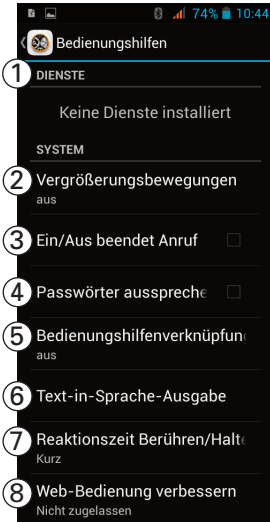 74% 10:44
Bedienungshilfen
1 DIENSTE
Keine Dienste installiert
SYSTEM
2 Vergrößerungsbewegungen
aus
3 Ein/Aus beendet Anruf
4 Passwörter ausspreche
5 Bedienungshilfenverknüpfun
aus
6 Text-in-Sprache-Ausgabe
7 Reaktionszeit Berühren/Halte
Kurz
8 Web-Bedienung verbessern
Nicht zugelassen